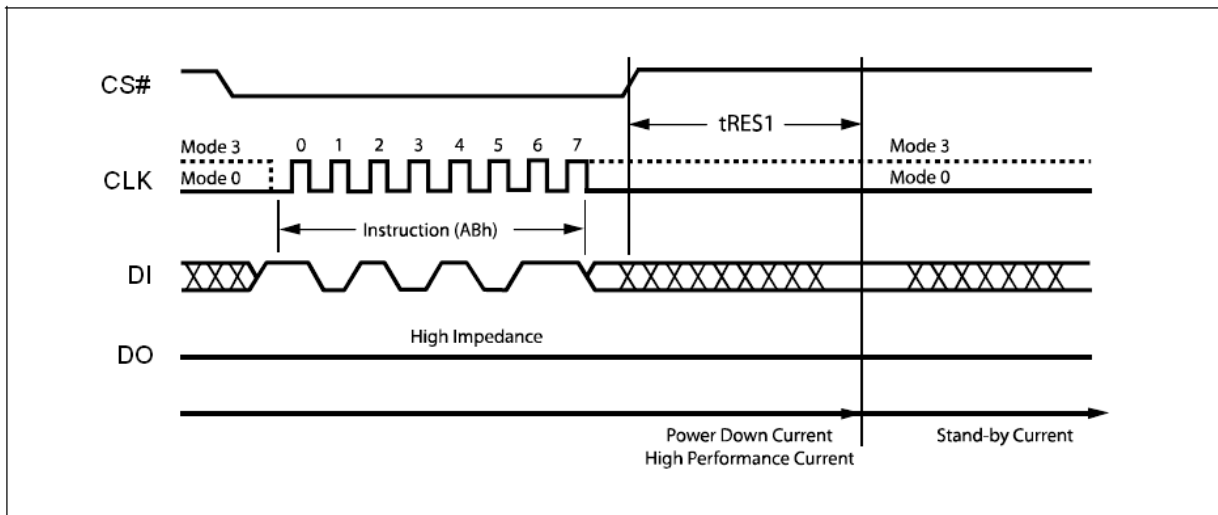 CS#
tRES1
Mode 3
0 1 2 3 4 5 6 7
Mode 3
CLK
Mode 0
Mode 0
Instruction (ABh)
DI
High Impedance
DO
Power Down Current
Stand-by Current
High Performance Current